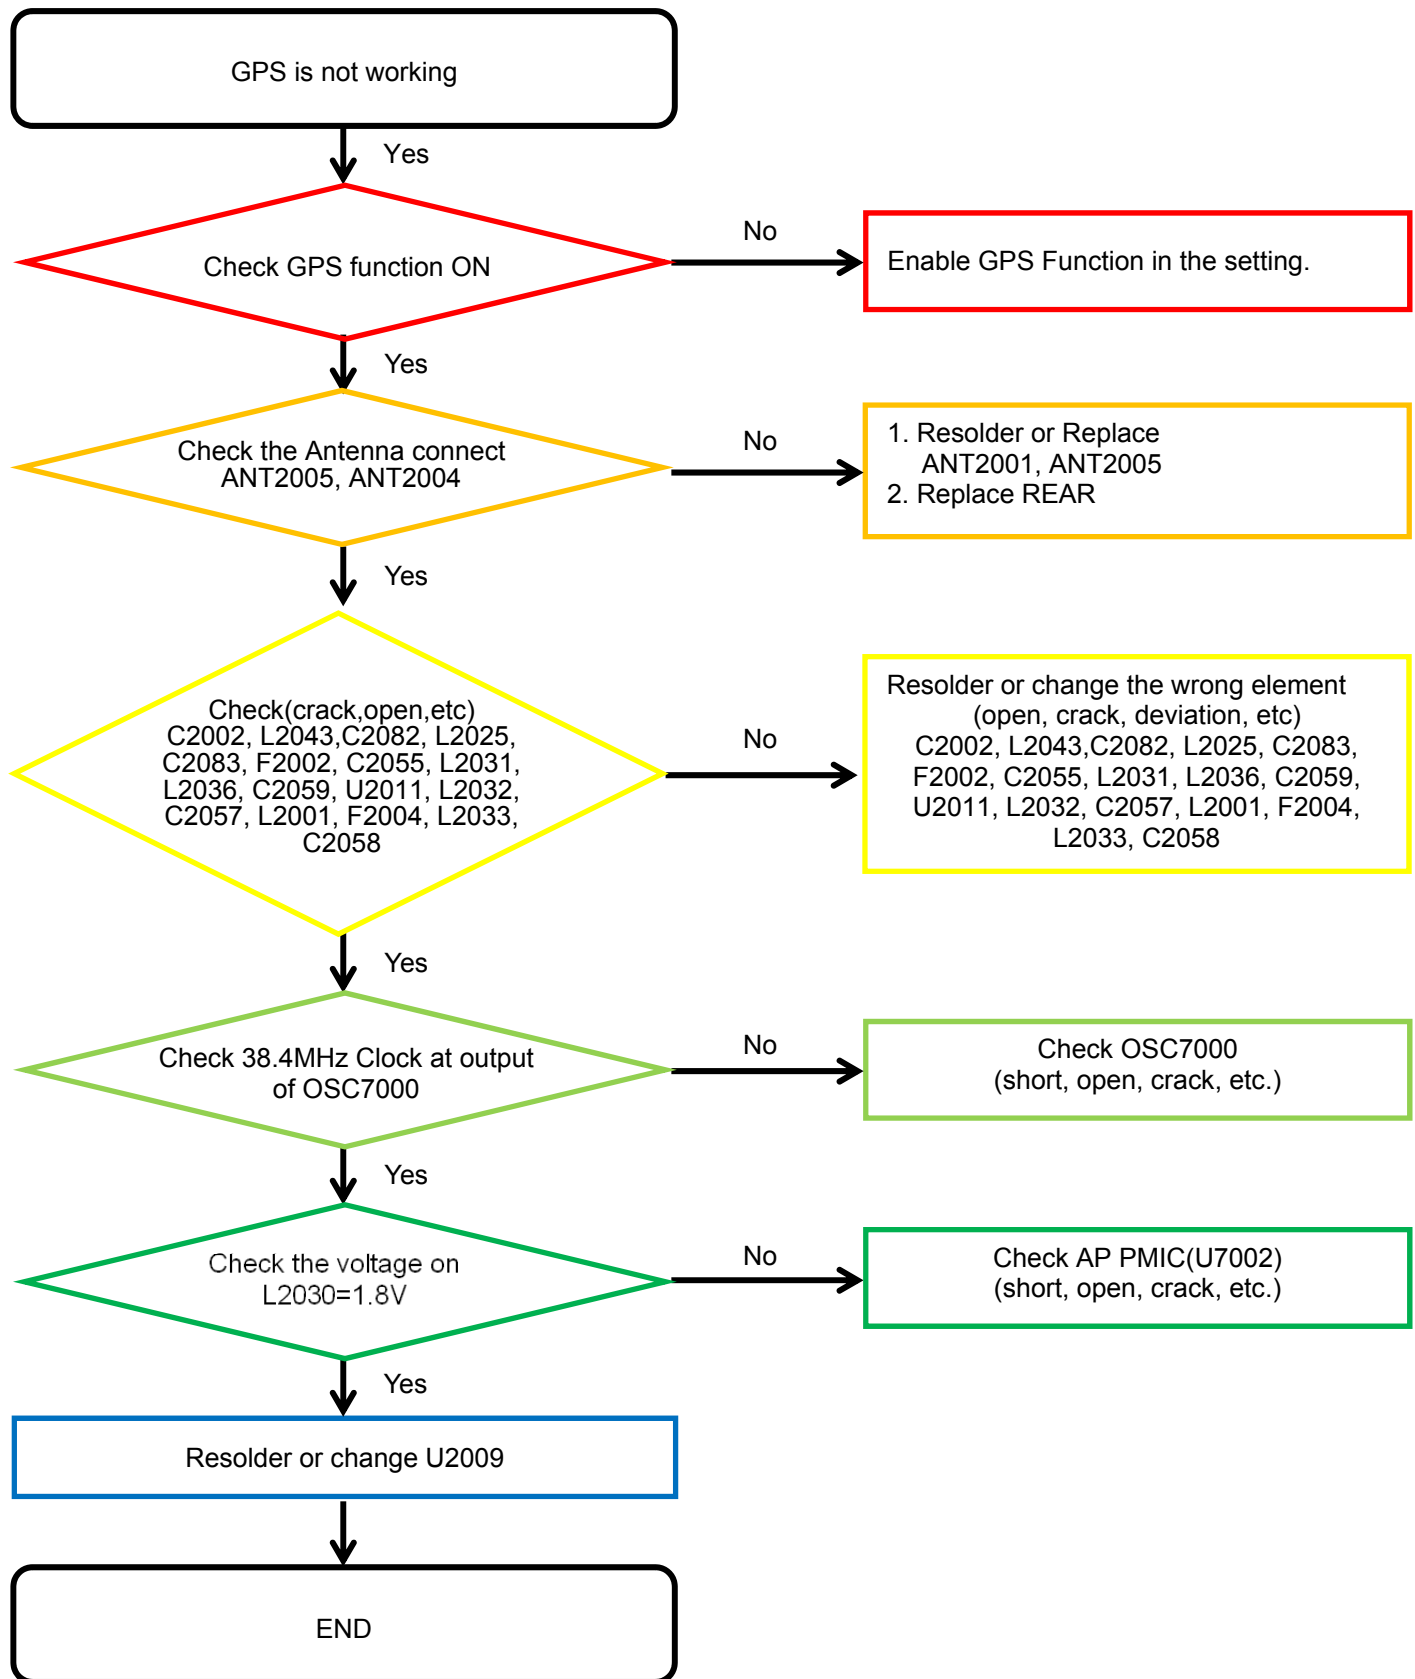 GPS is not working
Yes
Check GPS function ON
No
Enable GPS Function in the setting.
Yes
Check the Antenna connect
ANT2005, ANT2004
No
1. Resolder or Replace
ANT2001, ANT2005
2. Replace REAR
Yes
Check(crack,open,etc)
C2002, L2043,C2082, L2025,
C2083, F2002, C2055, L2031,
L2036, C2059, U2011, L2032,
C2057, L2001, F2004, L2033,
C2058
No
Resolder or change the wrong element
(open, crack, deviation, etc)
C2002, L2043,C2082, L2025, C2083,
F2002, C2055, L2031, L2036, C2059,
U2011, L2032, C2057, L2001, F2004,
L2033, C2058
Yes
Check 38.4MHz Clock at output
of OSC7000
No
Check OSC7000
(short, open, crack, etc.)
Yes
Check the voltage on
L2030=1.8V
No
Check AP PMIC(U7002)
(short, open, crack, etc.)
Yes
Resolder or change U2009
END